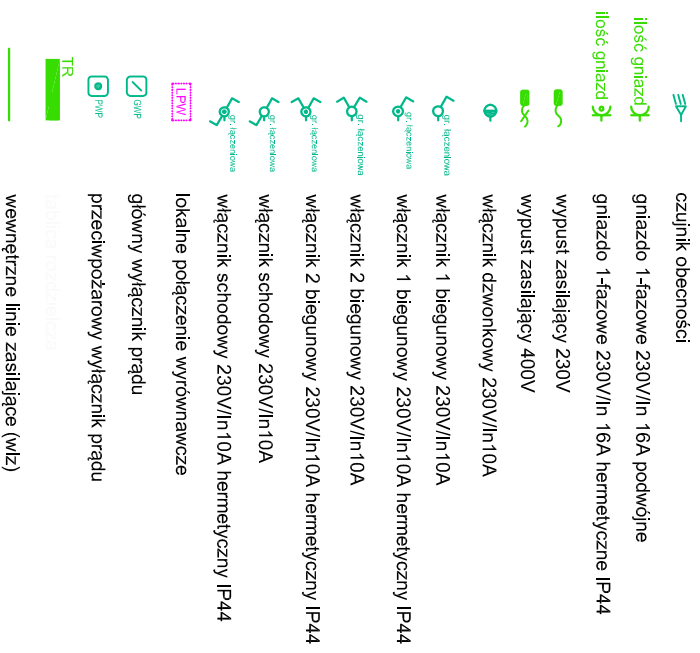 czujnik obecności
ilość gniazd
gniazdo 1-fazowe 230V/In 16A podwójne
ilość gniazd
gniazdo 1-fazowe 230V/In 16A hermetyczne IP44
wypust zasilający 230V
wypust zasilający 400V
włącznik dzwonkowy 230V/In10A
gr. łączeniowa
włącznik 1 biegunowy 230V/In10A
gr. łączeniowa
włącznik 1 biegunowy 230V/In10A hermetyczny IP44
gr. łączeniowa
włącznik 2 biegunowy 230V/In10A
gr. łączeniowa
włącznik 2 biegunowy 230V/In10A hermetyczny IP44
gr. łączeniowa
włącznik schodowy 230V/In10A
gr. łączeniowa
włącznik schodowy 230V/In10A hermetyczny IP44
LPW
lokalne połączenie wyrównawcze
GWP
główny wyłącznik prądu
PWP
przeciwpożarowy wyłącznik prądu
TR
tablica rozdzielcza
wewnętrzne linie zasilające (wlz)